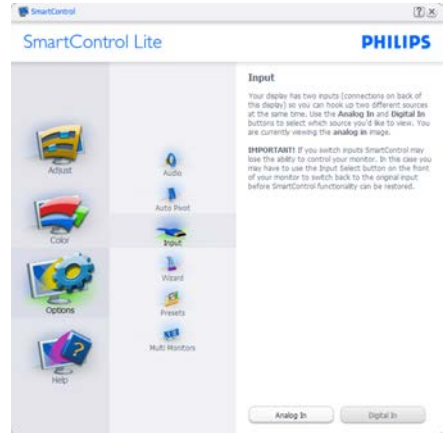 SmartControl
SmartControl Lite
PHILIPS
Adjust
Color
Options
Help
Audio
Auto Pivot
Input
Wizard
Presets
Multi Monitors
Input
Your display has two inputs (connections on back of
the display) so you can hook up two different sources
at the same time. Use the Analog In and Digital In
buttons to select which source you'd like to view. You
are currently viewing the analog in image.
IMPORTANT! If you switch inputs SmartControl may
lose the ability to control your monitor. In this case you
may have to use the Input Select button on the front
of your monitor to switch back to the original input
before SmartControl functionality can be restored.
Analog In
Digital In